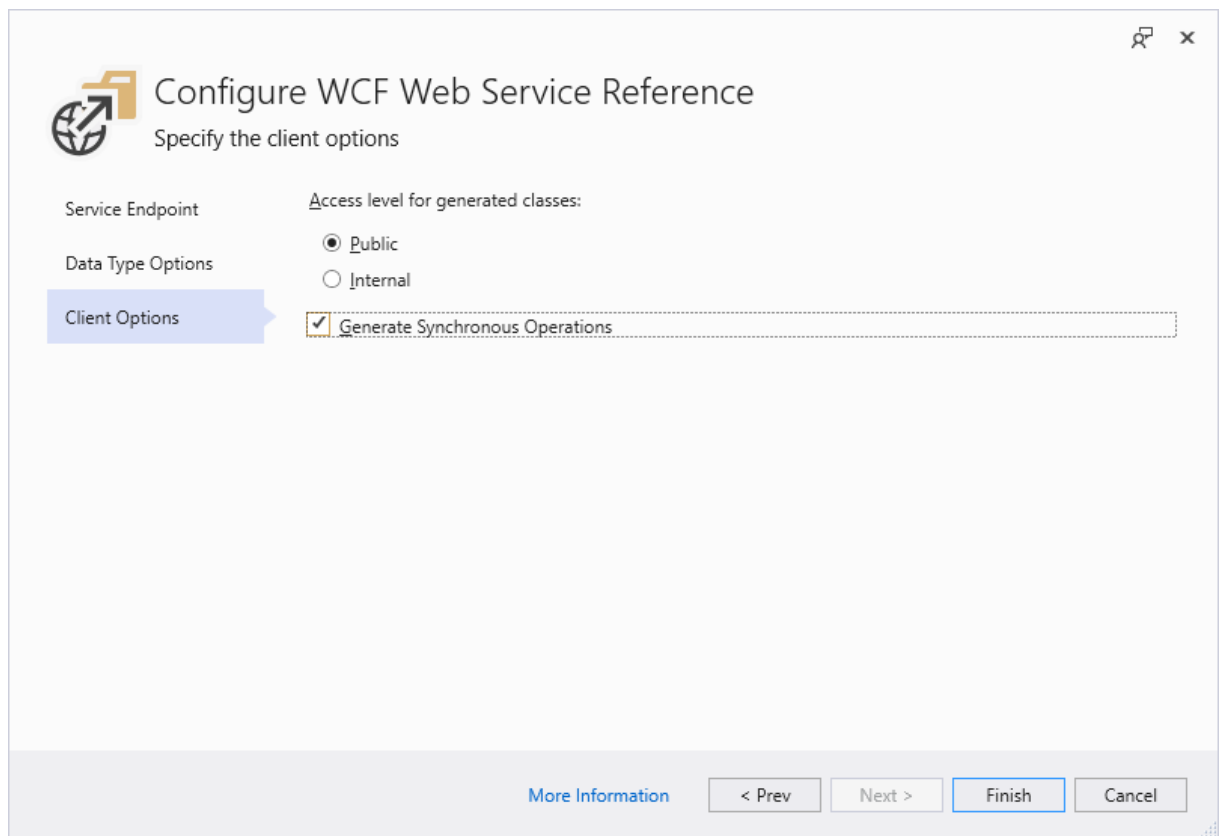 Configure WCF Web Service Reference
Specify the client options
Service Endpoint
Data Type Options
Client Options
Access level for generated classes:
Public
Internal
Generate Synchronous Operations
More Information
< Prev
Next >
Finish
Cancel